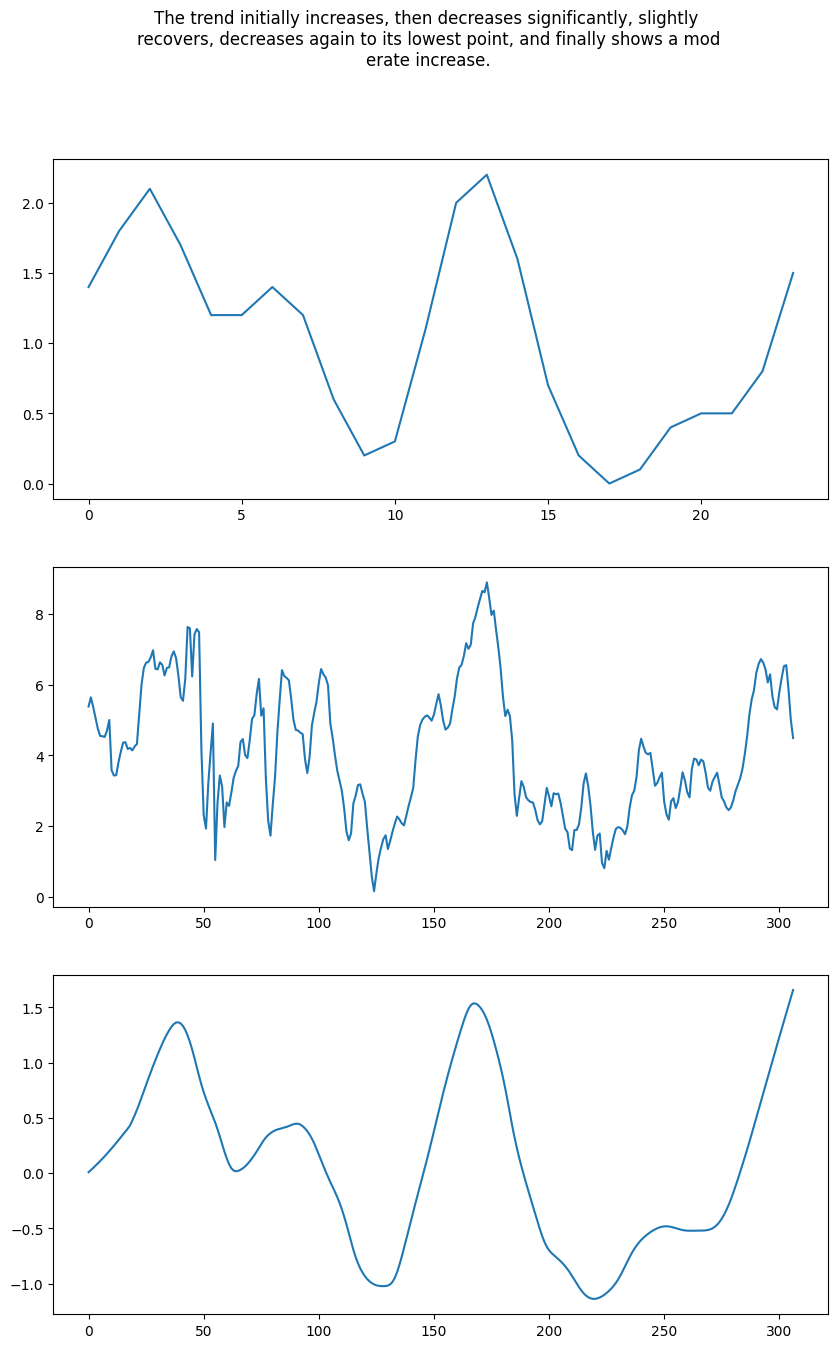 The trend initially increases, then decreases significantly, slightly
recovers, decreases again to its lowest point, and finally shows a mod
erate increase.
2.0
1.5
1.0
0.5
0.0
0 5 10 15 20
8
6
4
2
0
0 50 100 150 200 250 300
1.5
1.0
0.5
0.0
−0.5
−1.0
0 50 100 150 200 250 300